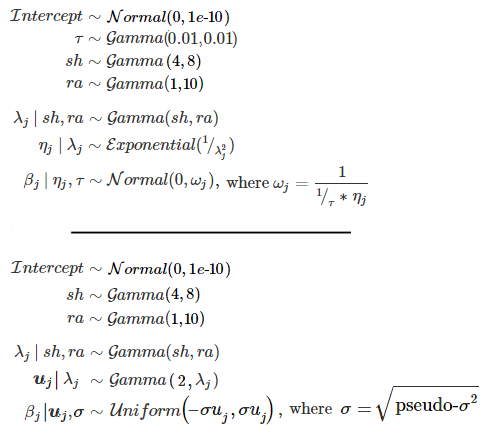 Intercept ∼ Normal(0, 1e-10)
τ ∼ Gamma(0.01,0.01)
sh ∼ Gamma(4,8)
ra ∼ Gamma(1,10)
λ_j | sh, ra ∼ Gamma(sh, ra)
η_j | λ_j ∼ Exponential(1/λ_j^2)
β_j | η_j, τ ∼ Normal(0, ω_j), where ω_j = 1 / (1/τ * η_j)
Intercept ∼ Normal(0, 1e-10)
sh ∼ Gamma(4,8)
ra ∼ Gamma(1,10)
λ_j | sh, ra ∼ Gamma(sh, ra)
u_j | λ_j ∼ Gamma(2, λ_j)
β_j | u_j, σ ∼ Uniform(−σu_j, σu_j), where σ = √(pseudo-σ^2)